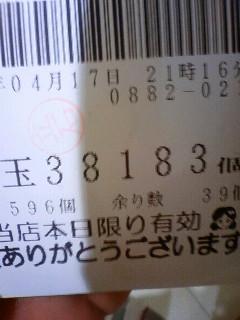 年04月17日 21時16分
0882-02
玉38183個
596個 余り数 39個
当店本日限り有効
ありがとうございます